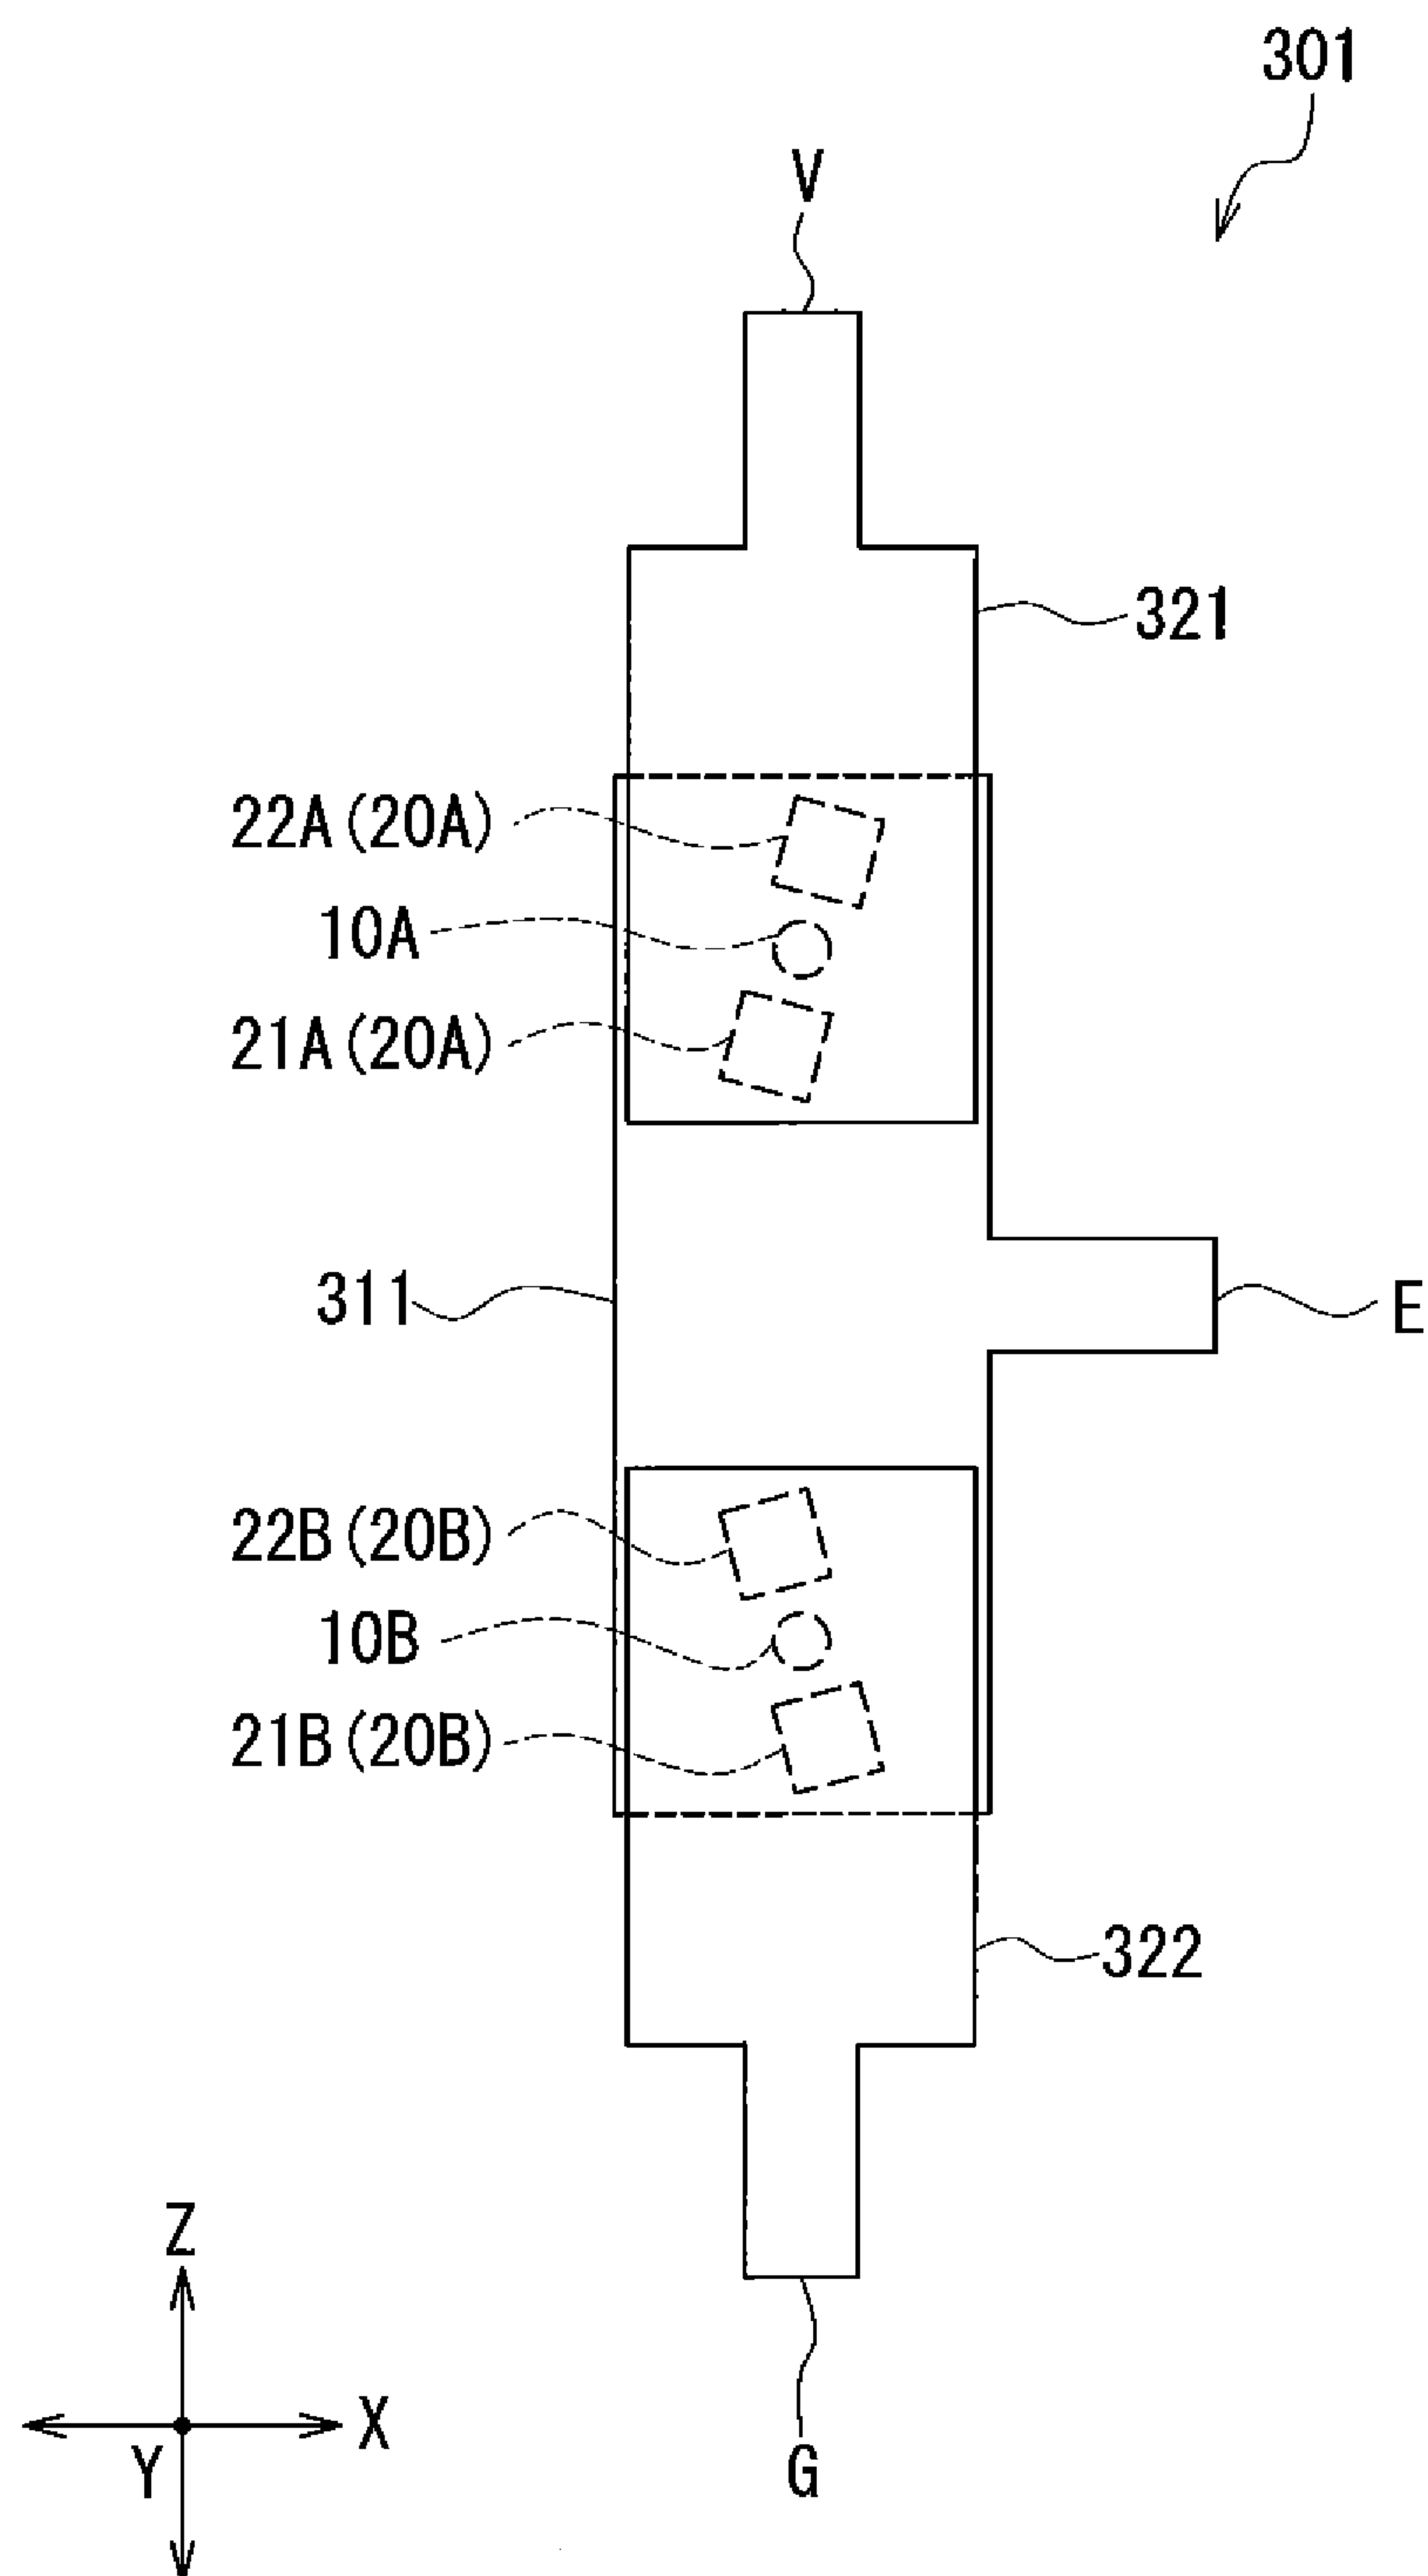 301
V
321
22A(20A)
10A
21A(20A)
311
E
22B(20B)
10B
21B(20B)
322
Z
X
Y
G